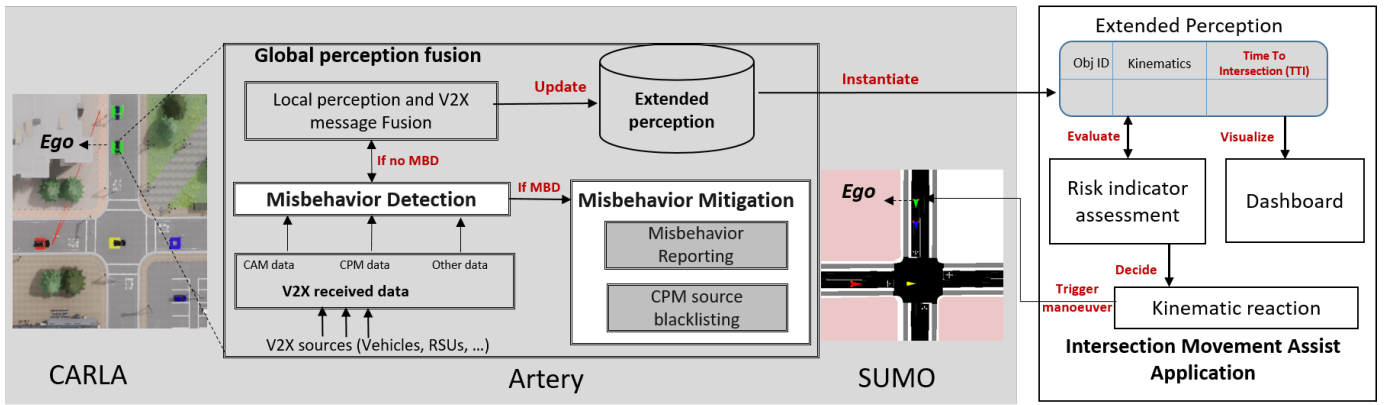 Global perception fusion
Local perception and V2X
message Fusion
Update
Extended
perception
Instantiate
Ego
If no MBD
Misbehavior Detection
If MBD
Misbehavior Mitigation
Misbehavior
Reporting
CPM source
blacklisting
CAM data
CPM data
Other data
V2X received data
V2X sources (Vehicles, RSUs, ...)
CARLA
Artery
SUMO
Ego
Extended Perception
Obj ID
Kinematics
Time To
Intersection (TTI)
Evaluate
Visualize
Risk indicator
assessment
Dashboard
Decide
Trigger
manoeuver
Kinematic reaction
Intersection Movement Assist
Application